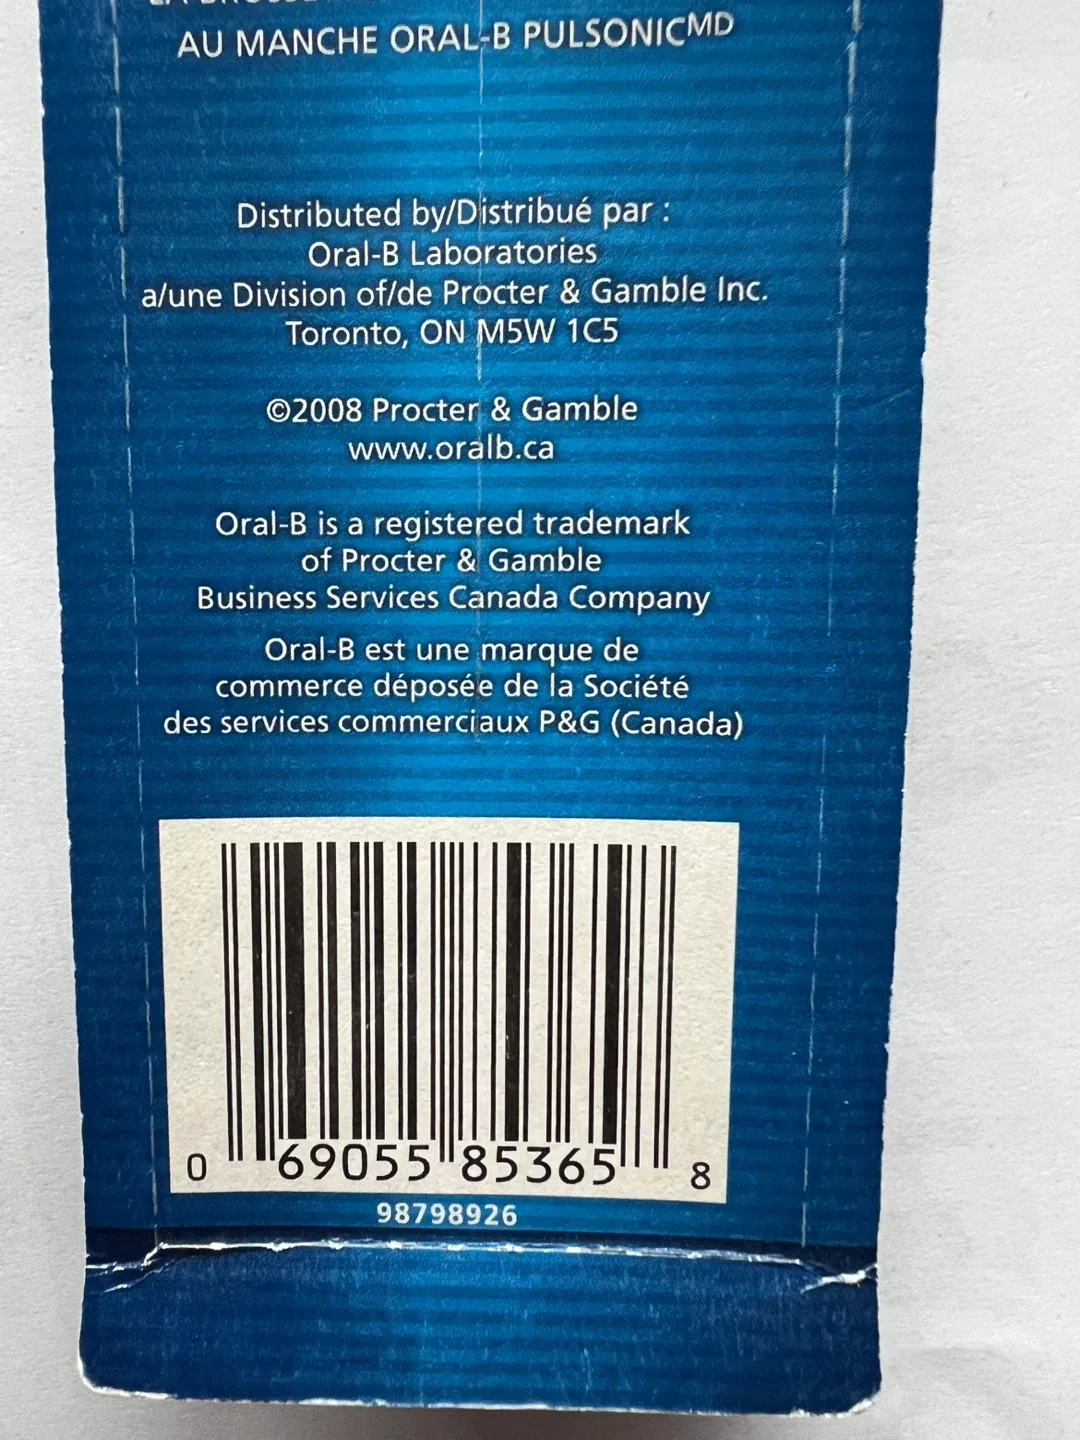 AU MANCHE ORAL-B PULSONICMD
Distributed by/Distribué par :
Oral-B Laboratories
a/une Division of/de Procter & Gamble Inc.
Toronto, ON M5W 1C5
©2008 Procter & Gamble
www.oralb.ca
Oral-B is a registered trademark
of Procter & Gamble
Business Services Canada Company
Oral-B est une marque de
commerce déposée de la Société
des services commerciaux P&G (Canada)
0 69055 85365 8
98798926